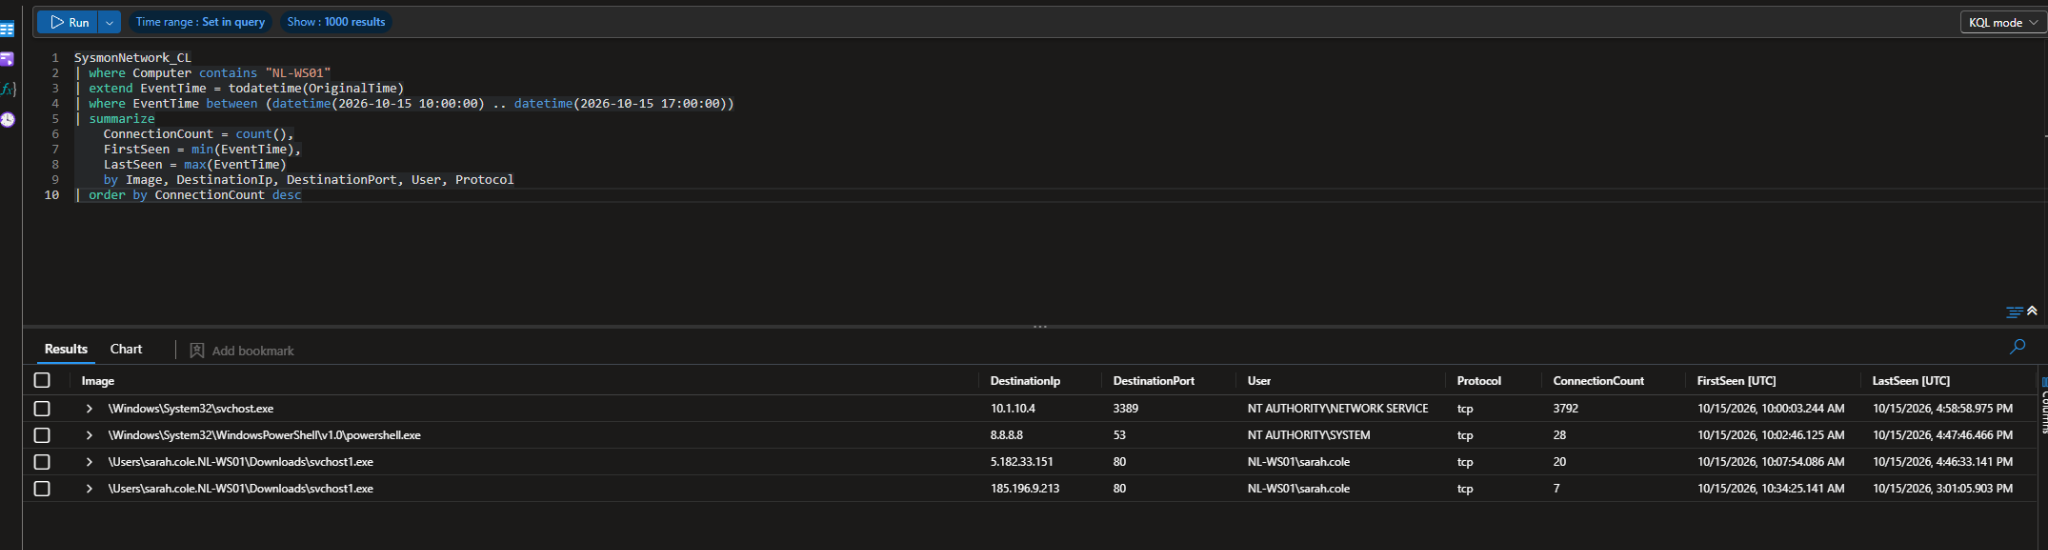 Run
Time range : Set in query
Show : 1000 results
KQL mode
1 SysmonNetwork_CL
2 | where Computer contains "NL-WS01"
3 | extend EventTime = todatetime(OriginalTime)
4 | where EventTime between (datetime(2026-10-15 10:00:00) .. datetime(2026-10-15 17:00:00))
5 | summarize
6 ConnectionCount = count(),
7 FirstSeen = min(EventTime),
8 LastSeen = max(EventTime)
9 by Image, DestinationIp, DestinationPort, User, Protocol
10 | order by ConnectionCount desc
Results Chart Add bookmark
Image DestinationIp DestinationPort User Protocol ConnectionCount FirstSeen [UTC] LastSeen [UTC]
\Windows\System32\svchost.exe 10.1.10.4 3389 NT AUTHORITY\NETWORK SERVICE tcp 3792 10/15/2026, 10:00:03.244 AM 10/15/2026, 4:58:58.975 PM
\Windows\System32\WindowsPowerShell\v1.0\powershell.exe 8.8.8.8 53 NT AUTHORITY\SYSTEM tcp 28 10/15/2026, 10:02:46.125 AM 10/15/2026, 4:47:46.466 PM
\Users\sarah.cole.NL-WS01\Downloads\svchost1.exe 5.182.33.151 80 NL-WS01\sarah.cole tcp 20 10/15/2026, 10:07:54.086 AM 10/15/2026, 4:46:33.141 PM
\Users\sarah.cole.NL-WS01\Downloads\svchost1.exe 185.196.9.213 80 NL-WS01\sarah.cole tcp 7 10/15/2026, 10:34:25.141 AM 10/15/2026, 3:01:05.903 PM
Columns